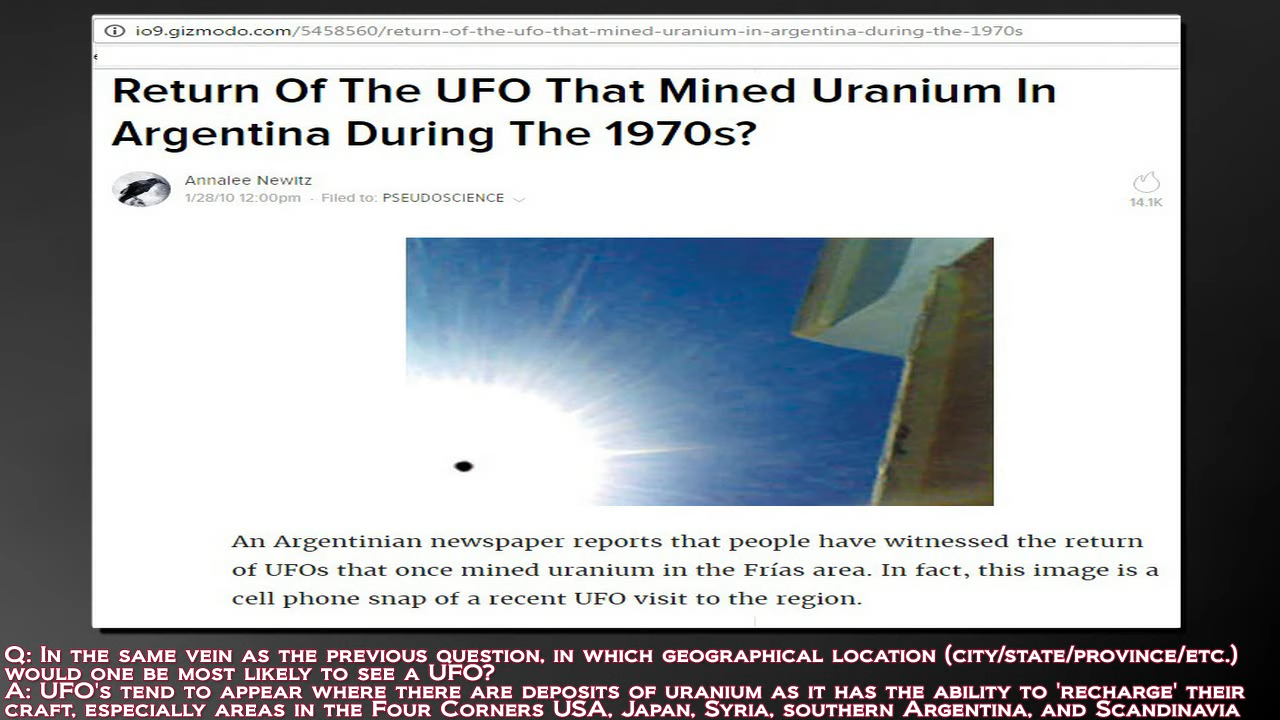 io9.gizmodo.com/5458560/return-of-the-ufo-that-mined-uranium-in-argentina-during-the-1970s
Return Of The UFO That Mined Uranium In
Argentina During The 1970s?
Annalee Newitz
1/28/10 12:00pm · Filed to: PSEUDOSCIENCE
14.1K
An Argentinian newspaper reports that people have witnessed the return
of UFOs that once mined uranium in the Frías area. In fact, this image is a
cell phone snap of a recent UFO visit to the region.
Q: In the same vein as the previous question, in which geographical location (city/state/province/etc.)
would one be most likely to see a UFO?
A: UFO's tend to appear where there are deposits of uranium as it has the ability to 'recharge' their
craft, especially areas in the Four Corners USA, Japan, Syria, southern Argentina, and Scandinavia